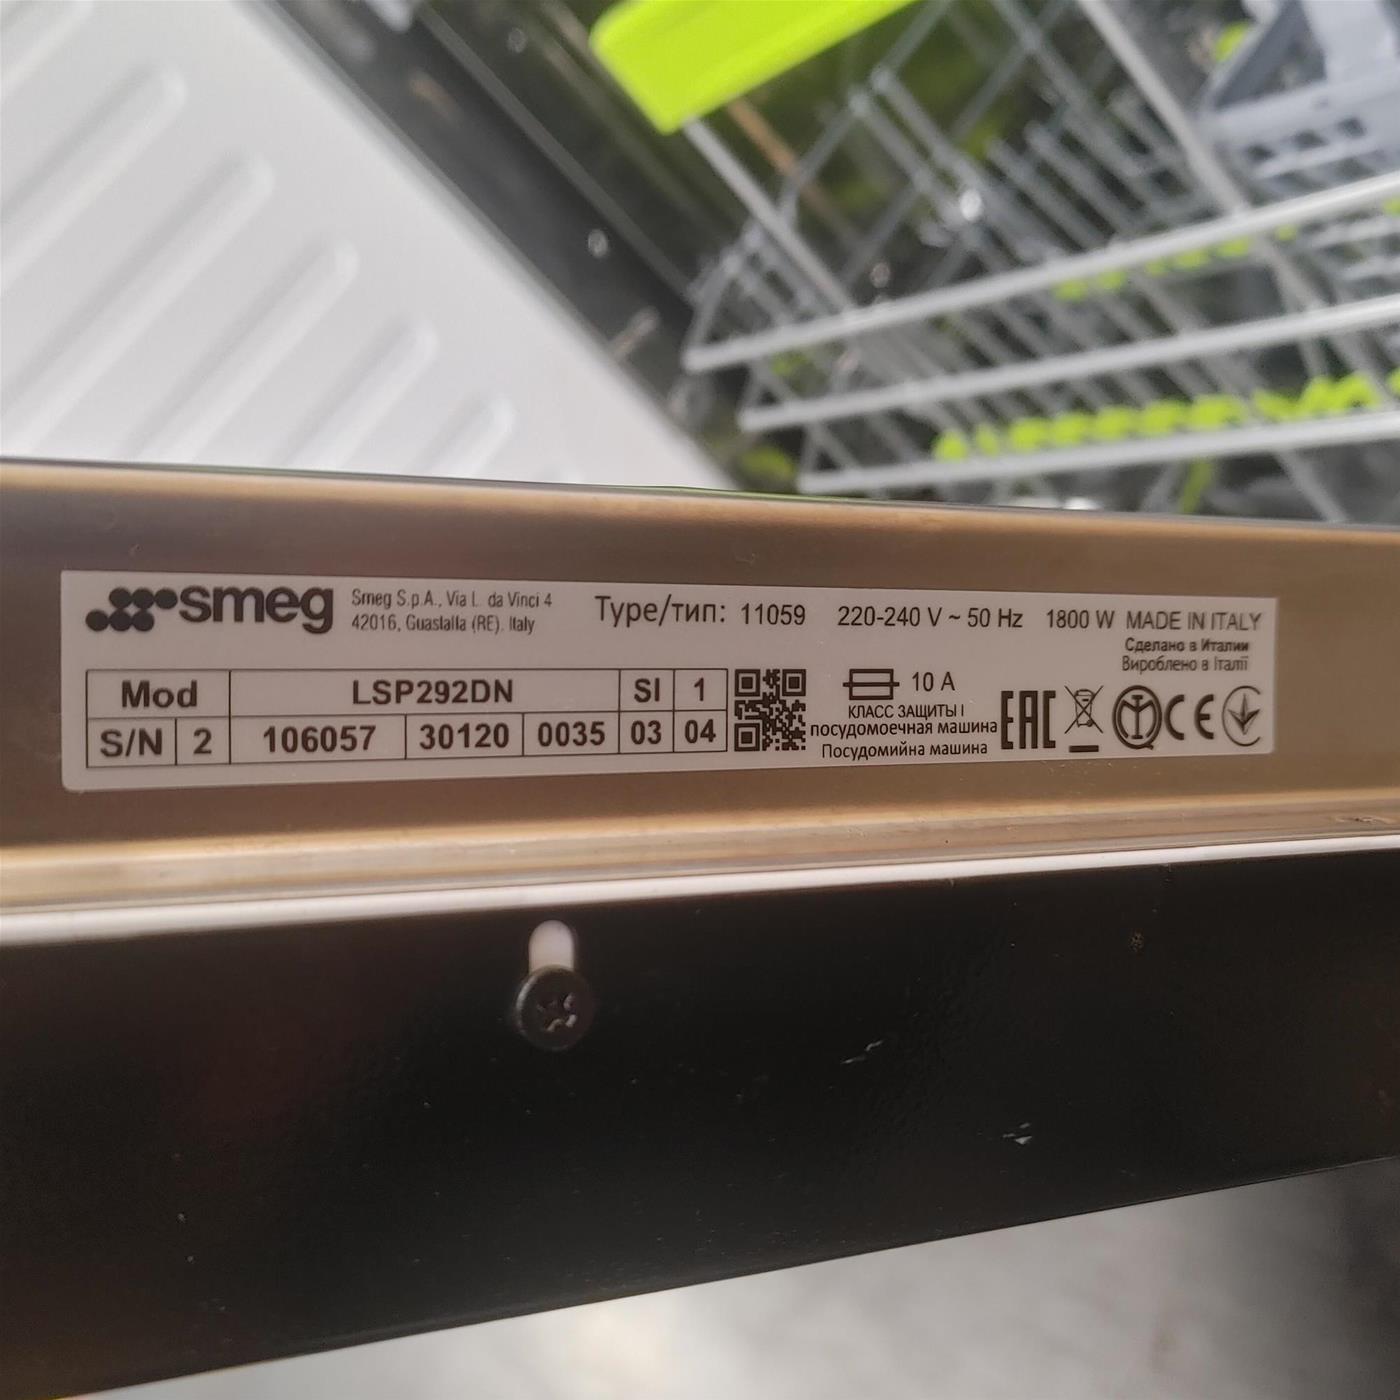 smeg Smeg S.p.A., Via L. da Vinci 4
42016, Guastalla (RE). Italy
Type/тип: 11059 220-240 V ~ 50 Hz 1800 W MADE IN ITALY
Сделано в Италии
Вироблено в Італії
Mod LSP292DN SI 1
S/N 2 106057 30120 0035 03 04
10 A
КЛАСС ЗАЩИТЫ I
посудомоечная машина
Посудомийна машина
EAC CE